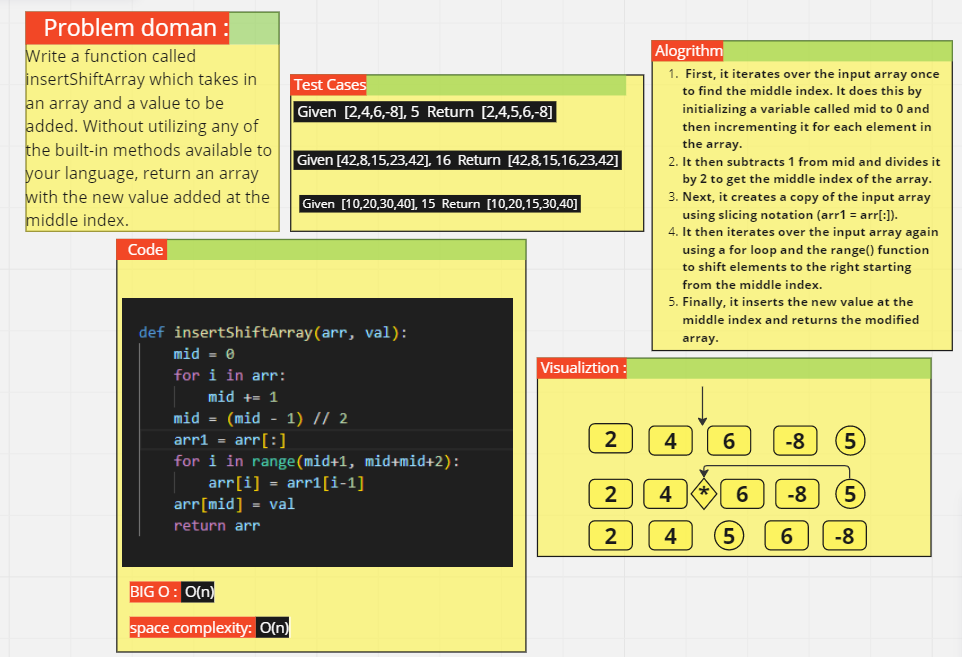 Problem doman :
Write a function called
insertShiftArray which takes in
an array and a value to be
added. Without utilizing any of
the built-in methods available to
your language, return an array
with the new value added at the
middle index.
Test Cases
Given [2,4,6,-8], 5 Return [2,4,5,6,-8]
Given [42,8,15,23,42], 16 Return [42,8,15,16,23,42]
Given [10,20,30,40], 15 Return [10,20,15,30,40]
Alogrithm
1. First, it iterates over the input array once
to find the middle index. It does this by
initializing a variable called mid to 0 and
then incrementing it for each element in
the array.
2. It then subtracts 1 from mid and divides it
by 2 to get the middle index of the array.
3. Next, it creates a copy of the input array
using slicing notation (arr1 = arr[:]).
4. It then iterates over the input array again
using a for loop and the range() function
to shift elements to the right starting
from the middle index.
5. Finally, it inserts the new value at the
middle index and returns the modified
array.
Code
def insertShiftArray(arr, val):
mid = 0
for i in arr:
mid += 1
mid = (mid - 1) // 2
arr1 = arr[:]
for i in range(mid+1, mid+mid+2):
arr[i] = arr1[i-1]
arr[mid] = val
return arr
BIG O : O(n)
space complexity: O(n)
Visualiztion :
2 4 6 -8 5
2 4 * 6 -8 5
2 4 5 6 -8